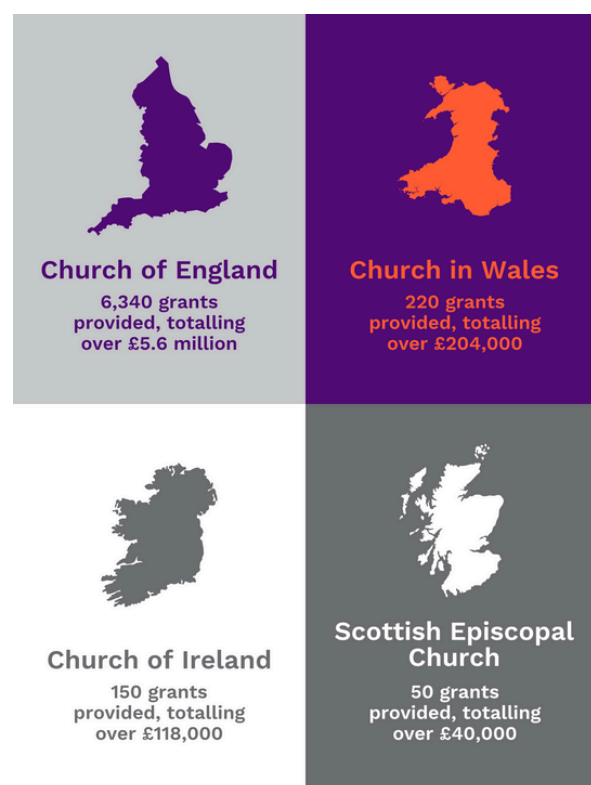 Church of England
6,340 grants
provided, totalling
over £5.6 million
Church in Wales
220 grants
provided, totalling
over £204,000
Church of Ireland
150 grants
provided, totalling
over £118,000
Scottish Episcopal
Church
50 grants
provided, totalling
over £40,000